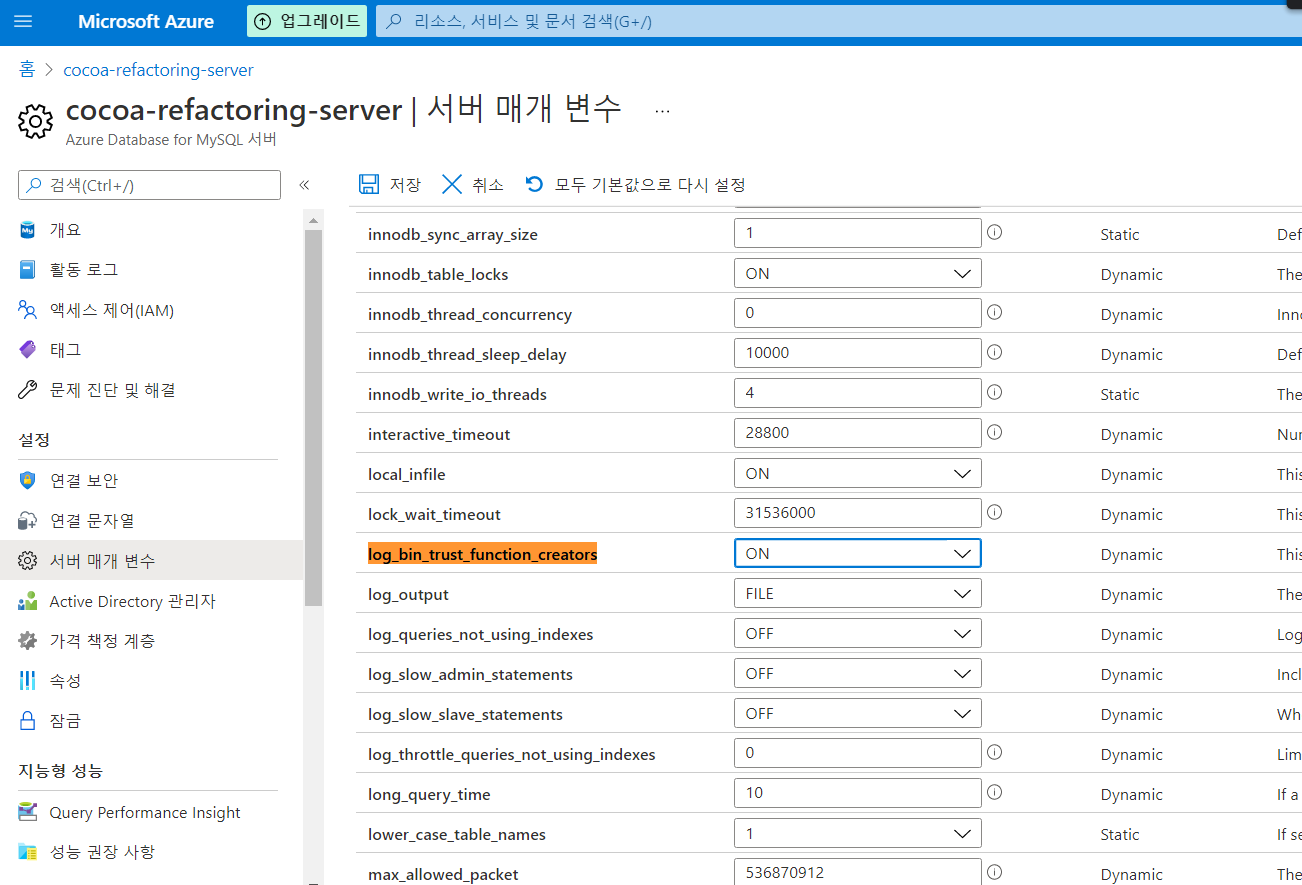 Microsoft Azure
업그레이드
리소스, 서비스 및 문서 검색(G+/)
홈 > cocoa-refactoring-server
cocoa-refactoring-server | 서버 매개 변수 ...
Azure Database for MySQL 서버
검색(Ctrl+/)
«
개요
활동 로그
액세스 제어(IAM)
태그
문제 진단 및 해결
설정
연결 보안
연결 문자열
서버 매개 변수
Active Directory 관리자
가격 책정 계층
속성
잠금
지능형 성능
Query Performance Insight
성능 권장 사항
저장 취소 모두 기본값으로 다시 설정
innodb_sync_array_size 1 Static Def
innodb_table_locks ON Dynamic The
innodb_thread_concurrency 0 Dynamic Inno
innodb_thread_sleep_delay 10000 Dynamic Def
innodb_write_io_threads 4 Static The
interactive_timeout 28800 Dynamic Nur
local_infile ON Dynamic This
lock_wait_timeout 31536000 Dynamic This
log_bin_trust_function_creators ON Dynamic This
log_output FILE Dynamic The
log_queries_not_using_indexes OFF Dynamic Log
log_slow_admin_statements OFF Dynamic Incl
log_slow_slave_statements OFF Dynamic Wh
log_throttle_queries_not_using_indexes 0 Dynamic Lim
long_query_time 10 Dynamic If a
lower_case_table_names 1 Static If se
max_allowed_packet 536870912 Dynamic The